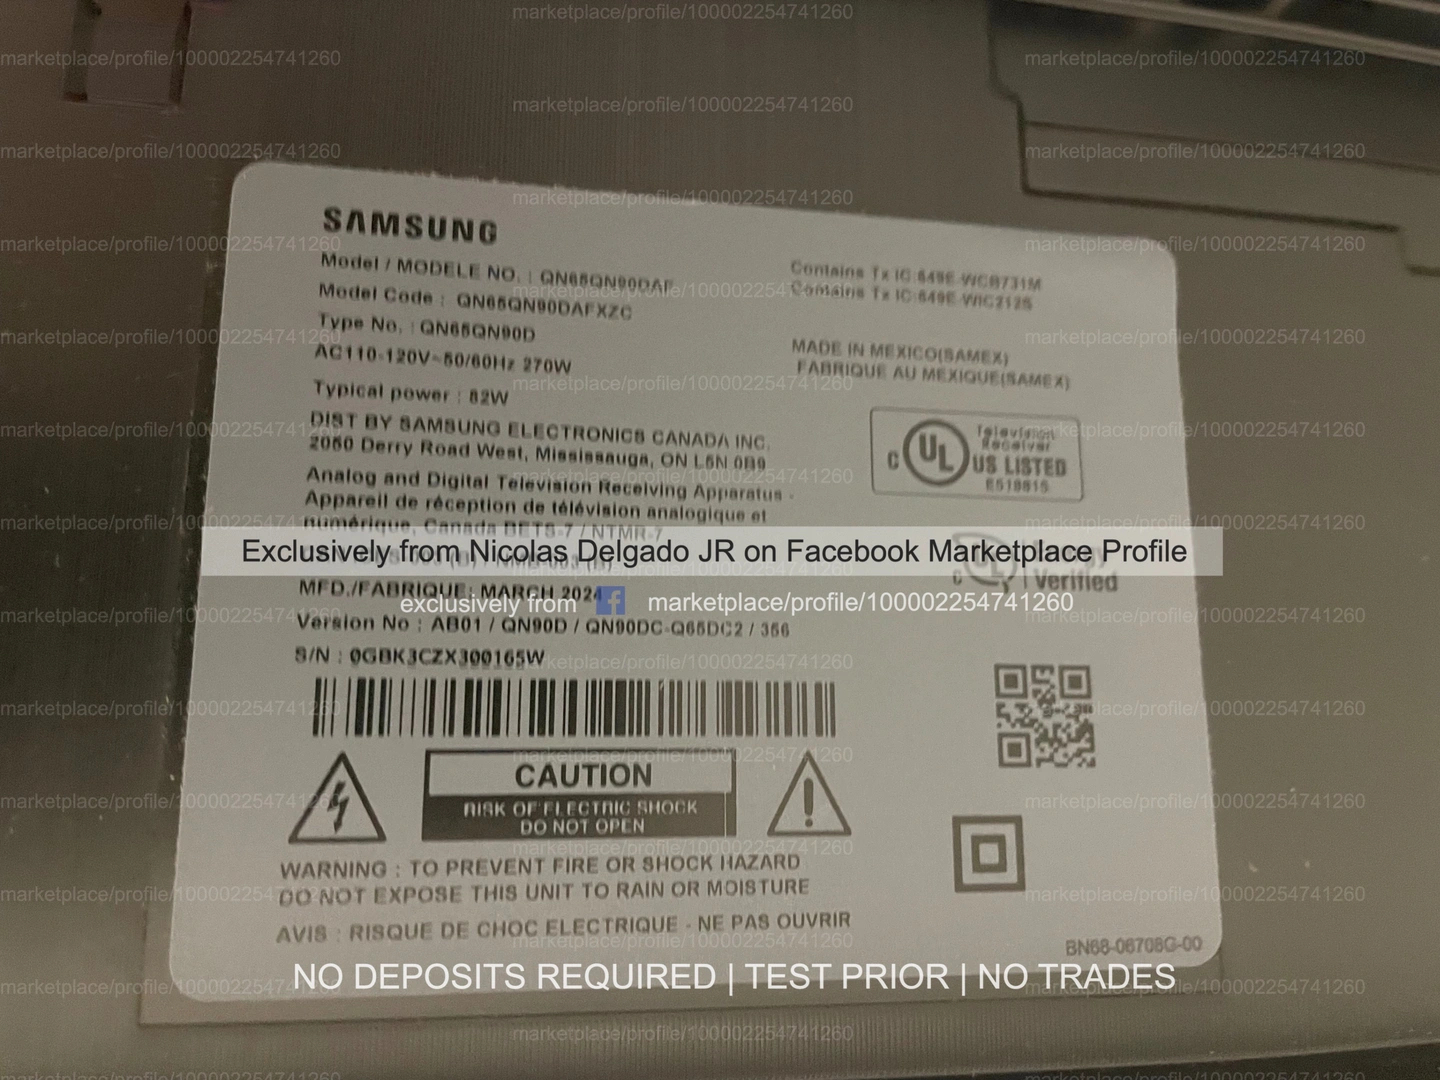 marketplace/profile/100002254741260
SAMSUNG
Model / MODELE NO. : QN65QN90DAF
Model Code : QN65QN90DAFXZC
Type No. : QN65QN90D
AC110-120V~50/60Hz 270W
Typical power : 82W
DIST BY SAMSUNG ELECTRONICS CANADA INC.
2050 Derry Road West, Mississauga, ON L5N 0B9
Analog and Digital Television Receiving Apparatus -
Appareil de réception de télévision analogique et
numérique, Canada BETS-7 / NTMR-7
Contains Tx IC:649E-WCB731M
Contains Tx IC:649E-WIC212S
MADE IN MEXICO(SAMEX)
FABRIQUE AU MEXIQUE(SAMEX)
Television
Receiver
C UL US LISTED
E519815
Exclusively from Nicolas Delgado JR on Facebook Marketplace Profile
C UL Verified
MFD./FABRIQUE: MARCH 2024
exclusively from f marketplace/profile/100002254741260
Version No : AB01 / QN90D / QN90DC-Q65DC2 / 356
S/N : 0GBK3CZX300165W
CAUTION
RISK OF ELECTRIC SHOCK
DO NOT OPEN
WARNING : TO PREVENT FIRE OR SHOCK HAZARD
DO NOT EXPOSE THIS UNIT TO RAIN OR MOISTURE
AVIS : RISQUE DE CHOC ELECTRIQUE - NE PAS OUVRIR
BN68-06708G-00
NO DEPOSITS REQUIRED | TEST PRIOR | NO TRADES